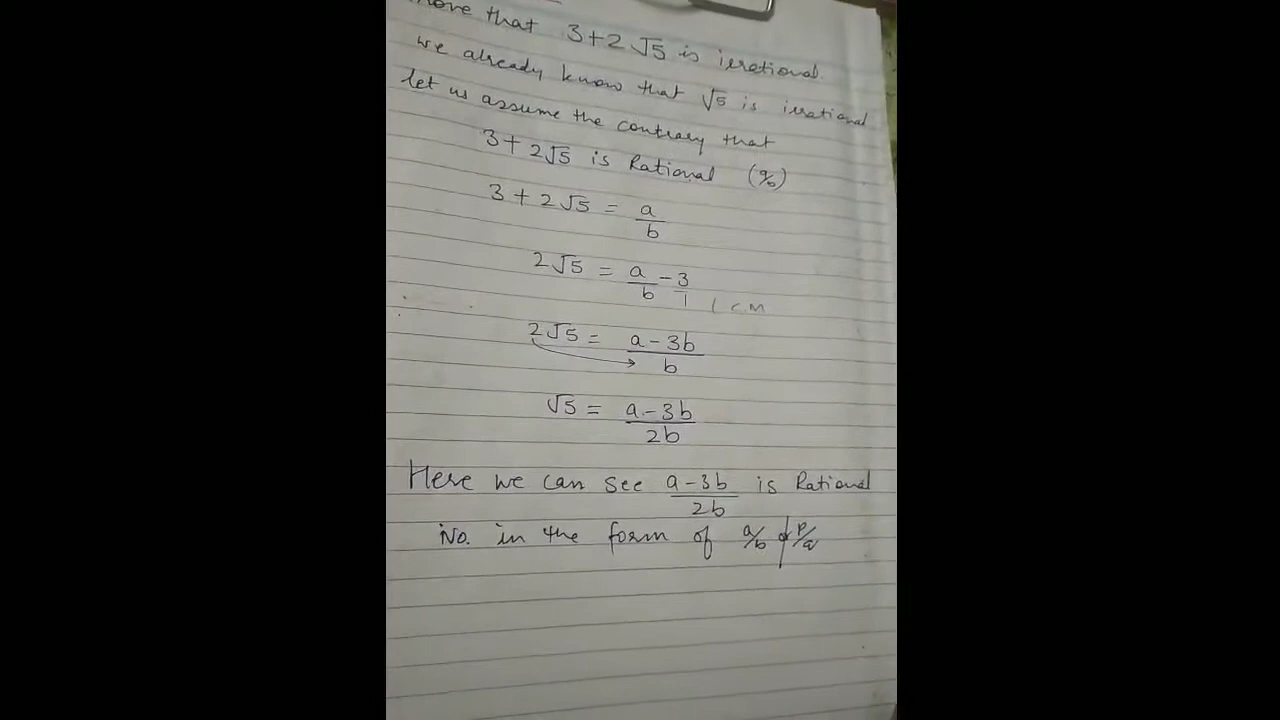 that 3+2√5 is irrational.
we already know that √5 is irrational
let us assume the contrary that
3+2√5 is Rational (a/b)
3+2√5 = a/b
2√5 = a/b - 3/1 LCM
2√5 = a-3b/b
√5 = a-3b/2b
Here we can see a-3b/2b is Rational
No. in the form of a/b p/q